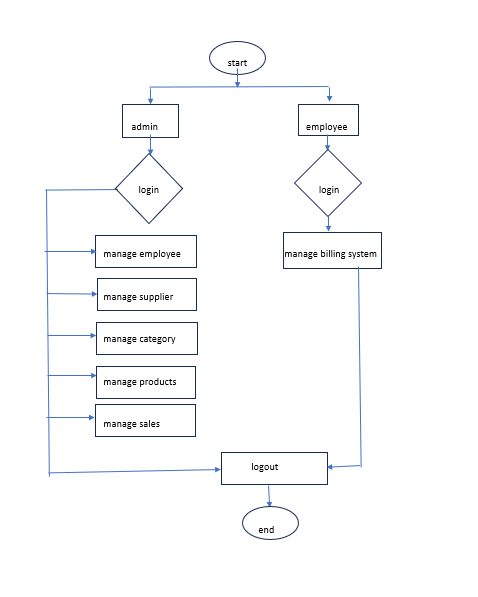 start
admin
employee
login
login
manage employee
manage billing system
manage supplier
manage category
manage products
manage sales
logout
end